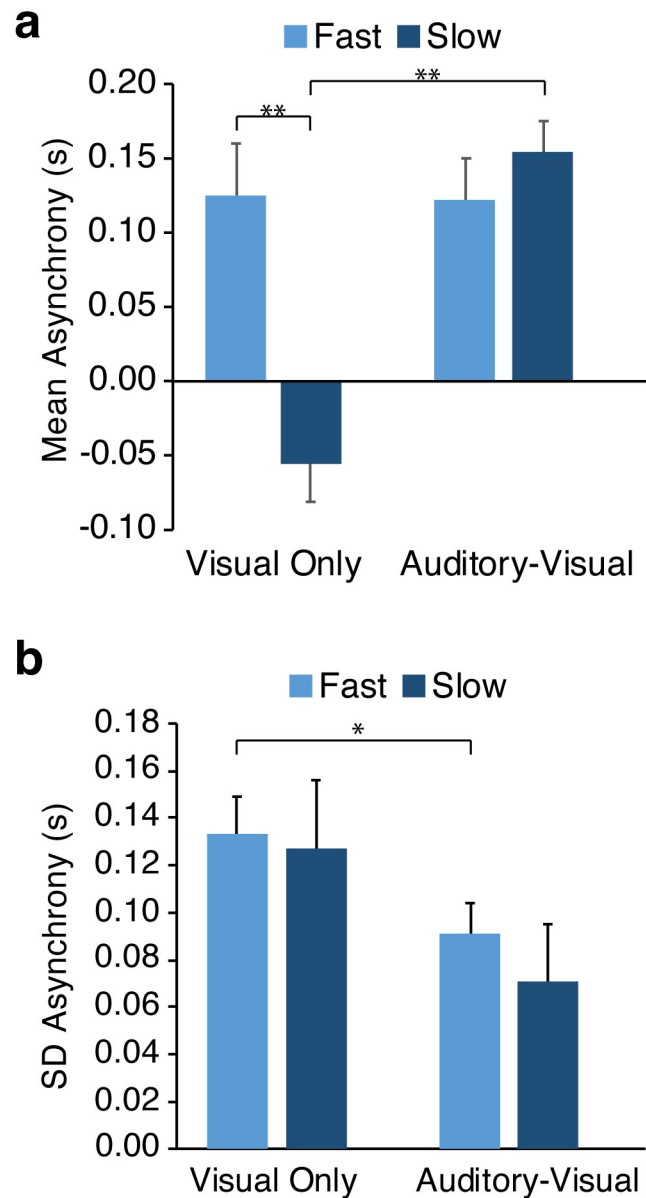 a
Fast Slow
0.20
**
**
0.15
0.10
0.05
0.00
-0.05
-0.10
Mean Asynchrony (s)
Visual Only Auditory-Visual
b
Fast Slow
0.18
*
0.16
0.14
0.12
0.10
0.08
0.06
0.04
0.02
0.00
SD Asynchrony (s)
Visual Only Auditory-Visual